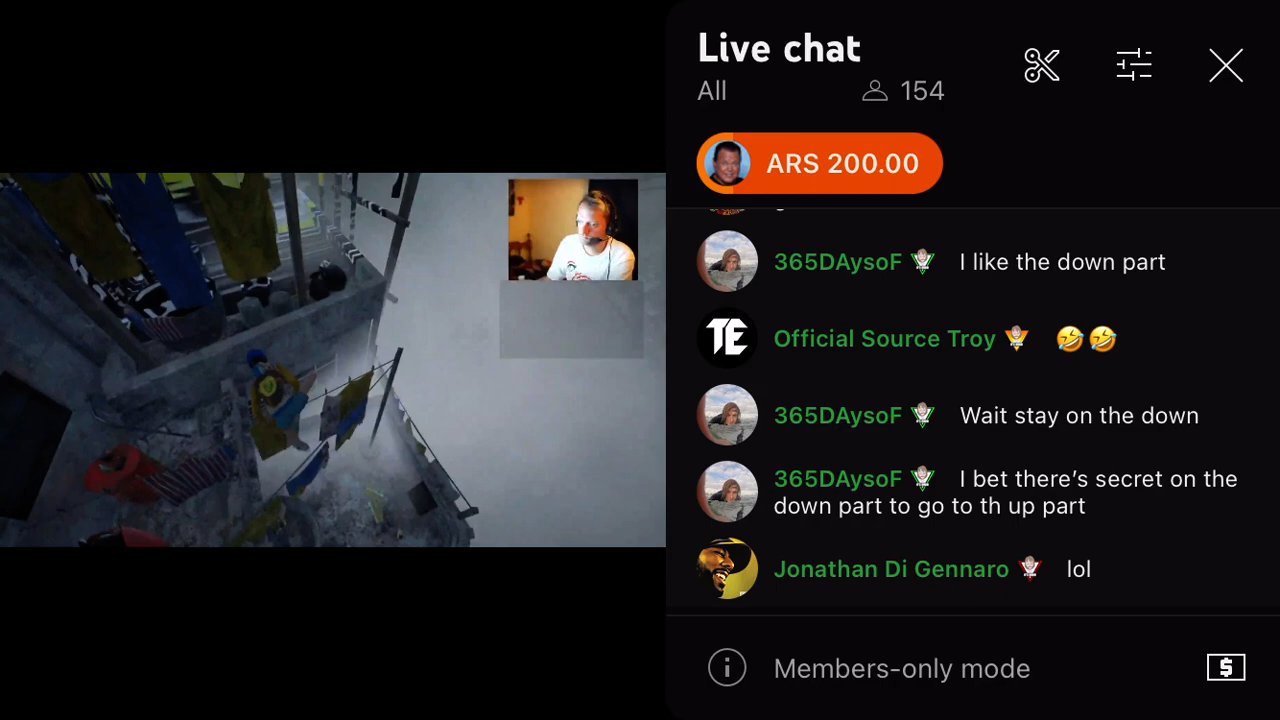 Live chat
All 154
ARS 200.00
365DAysoF I like the down part
TE Official Source Troy 🤣🤣
365DAysoF Wait stay on the down
365DAysoF I bet there’s secret on the
down part to go to th up part
Jonathan Di Gennaro lol
Members-only mode